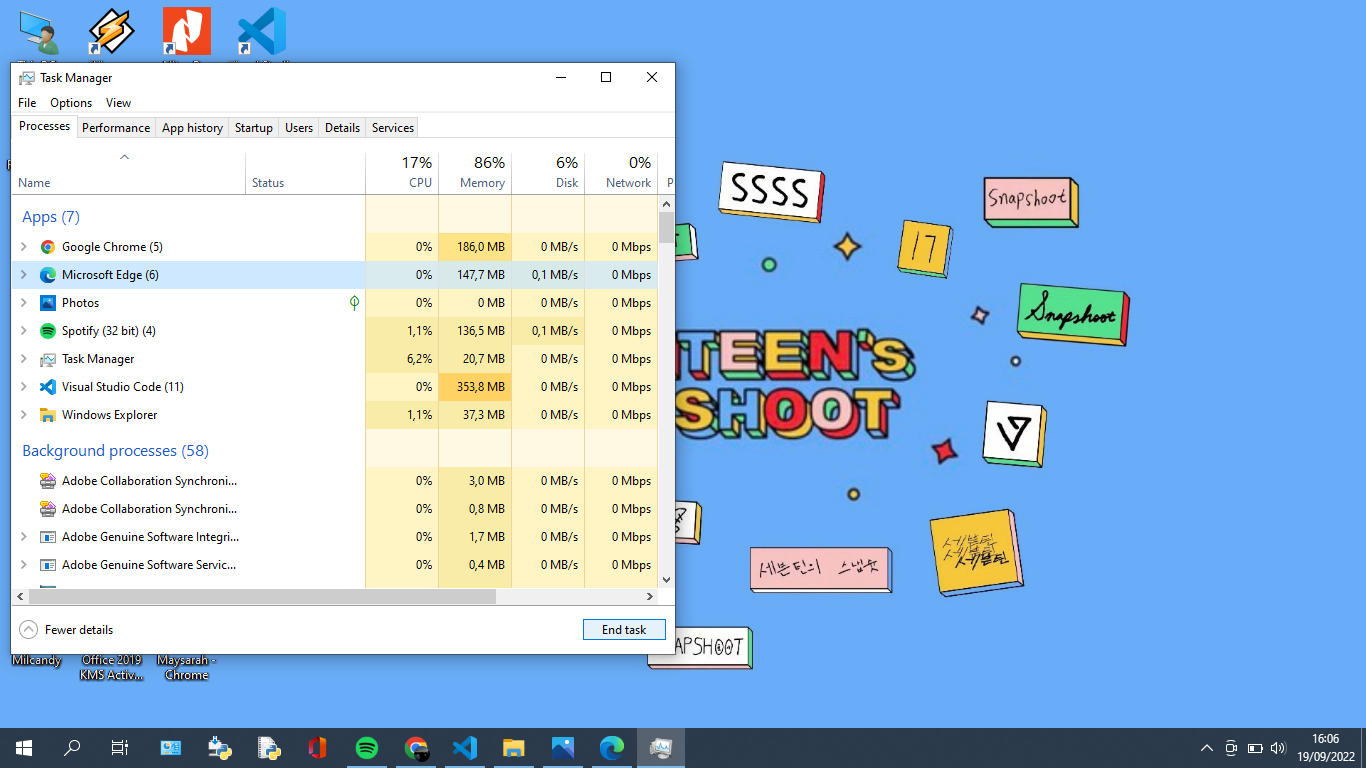 Task Manager
File Options View
Processes Performance App history Startup Users Details Services
17% 86% 6% 0%
Name Status CPU Memory Disk Network P
Apps (7)
Google Chrome (5) 0% 186,0 MB 0 MB/s 0 Mbps
Microsoft Edge (6) 0% 147,7 MB 0,1 MB/s 0 Mbps
Photos 0% 0 MB 0 MB/s 0 Mbps
Spotify (32 bit) (4) 1,1% 136,5 MB 0,1 MB/s 0 Mbps
Task Manager 6,2% 20,7 MB 0 MB/s 0 Mbps
Visual Studio Code (11) 0% 353,8 MB 0 MB/s 0 Mbps
Windows Explorer 1,1% 37,3 MB 0 MB/s 0 Mbps
Background processes (58)
Adobe Collaboration Synchroni... 0% 3,0 MB 0 MB/s 0 Mbps
Adobe Collaboration Synchroni... 0% 0,8 MB 0 MB/s 0 Mbps
Adobe Genuine Software Integri... 0% 1,7 MB 0 MB/s 0 Mbps
Adobe Genuine Software Servic... 0% 0,4 MB 0 MB/s 0 Mbps
Fewer details End task
SSSS
Snapshoot
17
Snapshoot
TEEN's
SHOOT
세븐틴
세븐틴
세븐틴
세븐틴의 스냅슛
APSHOOT
Milcandy
Office 2019
KMS Activ...
Maysarah -
Chrome
16:06
19/09/2022